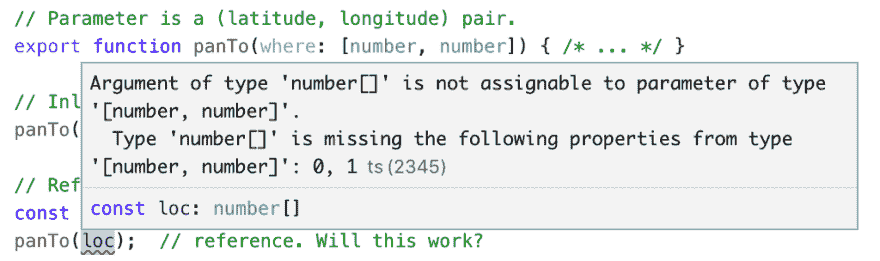 // Parameter is a (latitude, longitude) pair.
export function panTo(where: [number, number]) { /* ... */ }
Argument of type 'number[]' is not assignable to parameter of type
'[number, number]'.
Type 'number[]' is missing the following properties from type
'[number, number]': 0, 1 ts(2345)
const loc: number[]
// Inl
panTo(
// Ref
const
panTo(loc); // reference. Will this work?